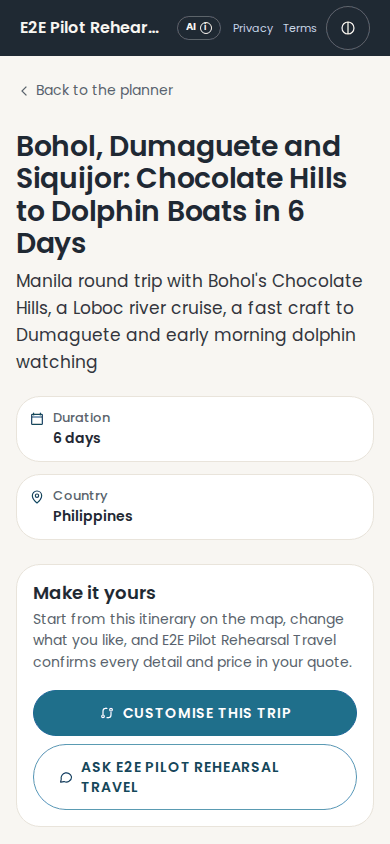 E2E Pilot Rehear...
AI
Privacy
Terms
Back to the planner
Bohol, Dumaguete and
Siquijor: Chocolate Hills
to Dolphin Boats in 6
Days
Manila round trip with Bohol's Chocolate
Hills, a Loboc river cruise, a fast craft to
Dumaguete and early morning dolphin
watching
Duration
6 days
Country
Philippines
Make it yours
Start from this itinerary on the map, change
what you like, and E2E Pilot Rehearsal Travel
confirms every detail and price in your quote.
CUSTOMISE THIS TRIP
ASK E2E PILOT REHEARSAL
TRAVEL